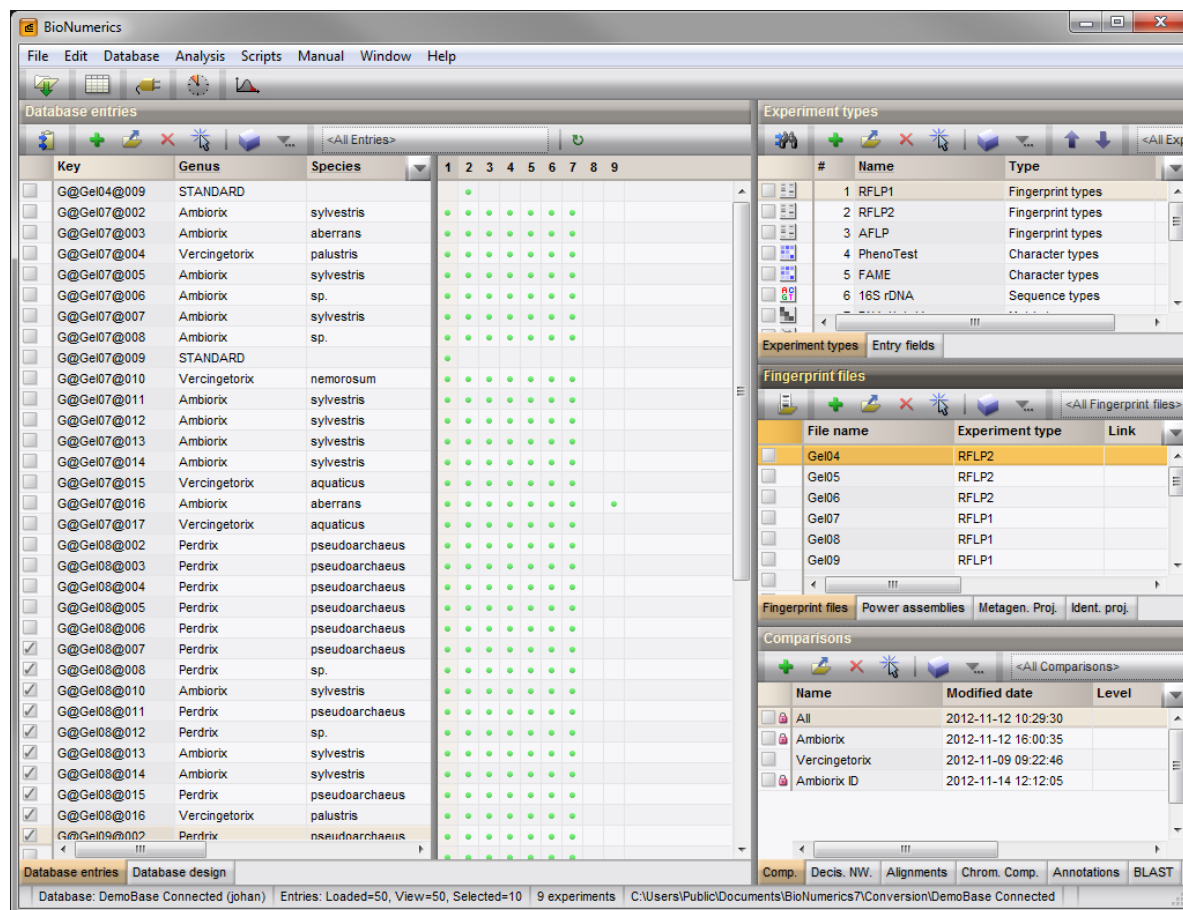 BioNumerics
File Edit Database Analysis Scripts Manual Window Help
Database entries
<All Entries>
Key Genus Species 1 2 3 4 5 6 7 8 9
G@Gel04@009 STANDARD
G@Gel07@002 Ambiorix sylvestris
G@Gel07@003 Ambiorix aberrans
G@Gel07@004 Vercingetorix palustris
G@Gel07@005 Ambiorix sylvestris
G@Gel07@006 Ambiorix sp.
G@Gel07@007 Ambiorix sylvestris
G@Gel07@008 Ambiorix sp.
G@Gel07@009 STANDARD
G@Gel07@010 Vercingetorix nemorosum
G@Gel07@011 Ambiorix sylvestris
G@Gel07@012 Ambiorix sylvestris
G@Gel07@013 Ambiorix sylvestris
G@Gel07@014 Ambiorix sylvestris
G@Gel07@015 Vercingetorix aquaticus
G@Gel07@016 Ambiorix aberrans
G@Gel07@017 Vercingetorix aquaticus
G@Gel08@002 Perdrix pseudoarchaeus
G@Gel08@003 Perdrix pseudoarchaeus
G@Gel08@004 Perdrix pseudoarchaeus
G@Gel08@005 Perdrix pseudoarchaeus
G@Gel08@006 Perdrix pseudoarchaeus
G@Gel08@007 Perdrix pseudoarchaeus
G@Gel08@008 Perdrix sp.
G@Gel08@010 Ambiorix sylvestris
G@Gel08@011 Perdrix pseudoarchaeus
G@Gel08@012 Perdrix sp.
G@Gel08@013 Ambiorix sylvestris
G@Gel08@014 Ambiorix sylvestris
G@Gel08@015 Perdrix pseudoarchaeus
G@Gel08@016 Vercingetorix palustris
G@Gel09@002 Perdrix pseudoarchaeus
Database entries Database design
Experiment types
<All Exp
# Name Type
1 RFLP1 Fingerprint types
2 RFLP2 Fingerprint types
3 AFLP Fingerprint types
4 PhenoTest Character types
5 FAME Character types
6 16S rDNA Sequence types
Experiment types Entry fields
Fingerprint files
<All Fingerprint files>
File name Experiment type Link
Gel04 RFLP2
Gel05 RFLP2
Gel06 RFLP2
Gel07 RFLP1
Gel08 RFLP1
Gel09 RFLP1
Fingerprint files Power assemblies Metagen. Proj. Ident. proj.
Comparisons
<All Comparisons>
Name Modified date Level
All 2012-11-12 10:29:30
Ambiorix 2012-11-12 16:00:35
Vercingetorix 2012-11-09 09:22:46
Ambiorix ID 2012-11-14 12:12:05
Comp. Decis. NW. Alignments Chrom. Comp. Annotations BLAST
Database: DemoBase Connected (johan) Entries: Loaded=50, View=50, Selected=10 9 experiments C:\Users\Public\Documents\BioNumerics7\Conversion\DemoBase Connected